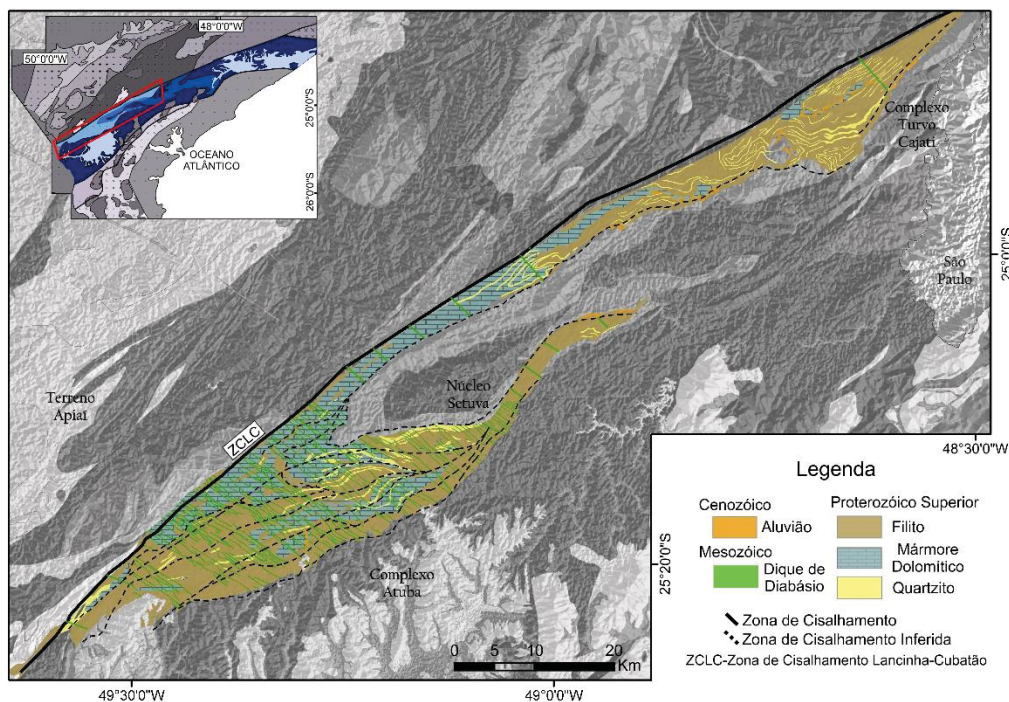 50°0'0"W
48°0'0"W
25°0'0"S
26°0'0"S
OCEANO
ATLÂNTICO
Complexo
Turvo
Cajati
25°0'0"S
São
Paulo
Terreno
Apiaí
Núcleo
Setuva
ZCLC
48°30'0"W
Complexo
Atuba
25°20'0"S
0 5 10 20
Km
49°30'0"W
49°0'0"W
Legenda
Cenozóico
Aluvião
Mesozóico
Dique de
Diabásio
Proterozóico Superior
Filito
Mármore
Dolomítico
Quartzito
Zona de Cisalhamento
Zona de Cisalhamento Inferida
ZCLC-Zona de Cisalhamento Lancinha-Cubatão